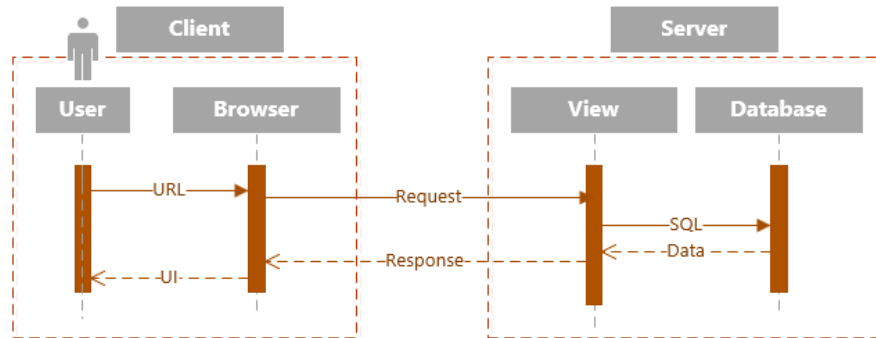 Client
Server
User
Browser
View
Database
URL
Request
SQL
Data
Response
UI